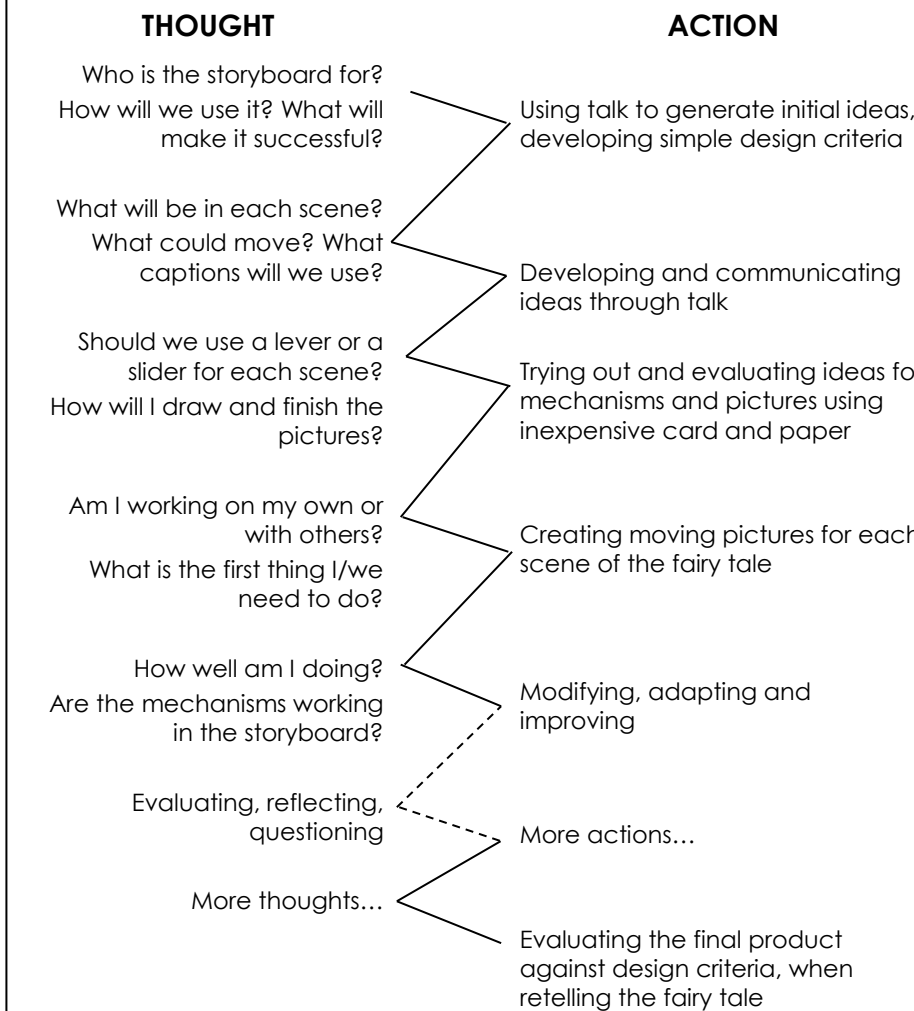 THOUGHT
ACTION
Who is the storyboard for?
How will we use it? What will
make it successful?
Using talk to generate initial ideas,
developing simple design criteria
What will be in each scene?
What could move? What
captions will we use?
Developing and communicating
ideas through talk
Should we use a lever or a
slider for each scene?
How will I draw and finish the
pictures?
Trying out and evaluating ideas fo
mechanisms and pictures using
inexpensive card and paper
Am I working on my own or
with others?
What is the first thing I/we
need to do?
Creating moving pictures for each
scene of the fairy tale
How well am I doing?
Are the mechanisms working
in the storyboard?
Modifying, adapting and
improving
Evaluating, reflecting,
questioning
More actions…
More thoughts…
Evaluating the final product
against design criteria, when
retelling the fairy tale